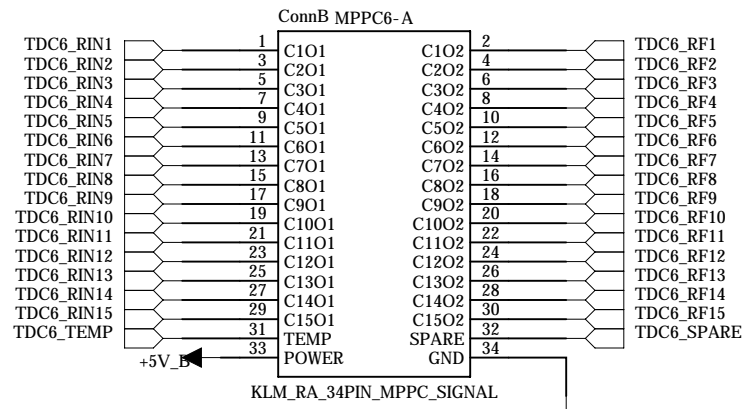 ConnB MPPC6-A
TDC6_RIN1 1 C1O1 C1O2 2 TDC6_RF1
TDC6_RIN2 3 C2O1 C2O2 4 TDC6_RF2
TDC6_RIN3 5 C3O1 C3O2 6 TDC6_RF3
TDC6_RIN4 7 C4O1 C4O2 8 TDC6_RF4
TDC6_RIN5 9 C5O1 C5O2 10 TDC6_RF5
TDC6_RIN6 11 C6O1 C6O2 12 TDC6_RF6
TDC6_RIN7 13 C7O1 C7O2 14 TDC6_RF7
TDC6_RIN8 15 C8O1 C8O2 16 TDC6_RF8
TDC6_RIN9 17 C9O1 C9O2 18 TDC6_RF9
TDC6_RIN10 19 C10O1 C10O2 20 TDC6_RF10
TDC6_RIN11 21 C11O1 C11O2 22 TDC6_RF11
TDC6_RIN12 23 C12O1 C12O2 24 TDC6_RF12
TDC6_RIN13 25 C13O1 C13O2 26 TDC6_RF13
TDC6_RIN14 27 C14O1 C14O2 28 TDC6_RF14
TDC6_RIN15 29 C15O1 C15O2 30 TDC6_RF15
TDC6_TEMP 31 TEMP SPARE 32 TDC6_SPARE
+5V_B 33 POWER GND 34
KLM_RA_34PIN_MPPC_SIGNAL